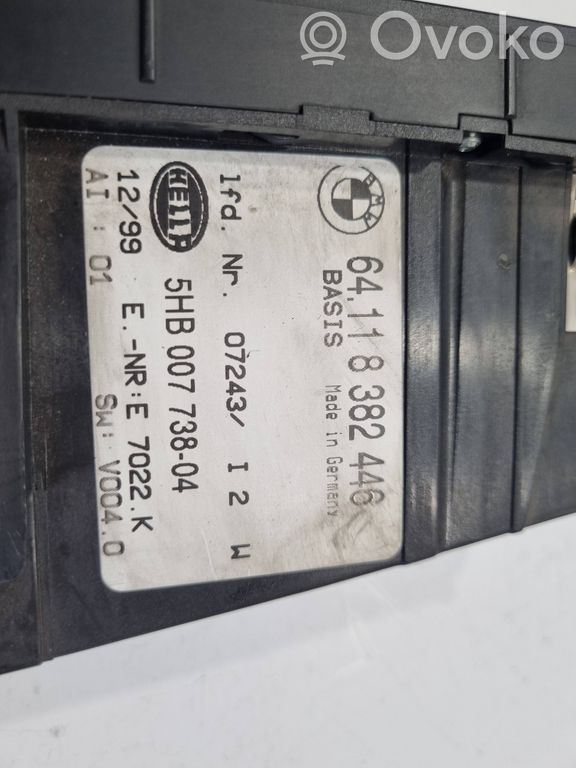 Ovoko
BMW
64.11 8 382 446
BASIS Made in Germany
lfd. Nr. 07243/ I 2 W
HELLA 5HB 007 738-04
12/99 E.-NR:E 7022.K
AI : 01 SW: V004.0